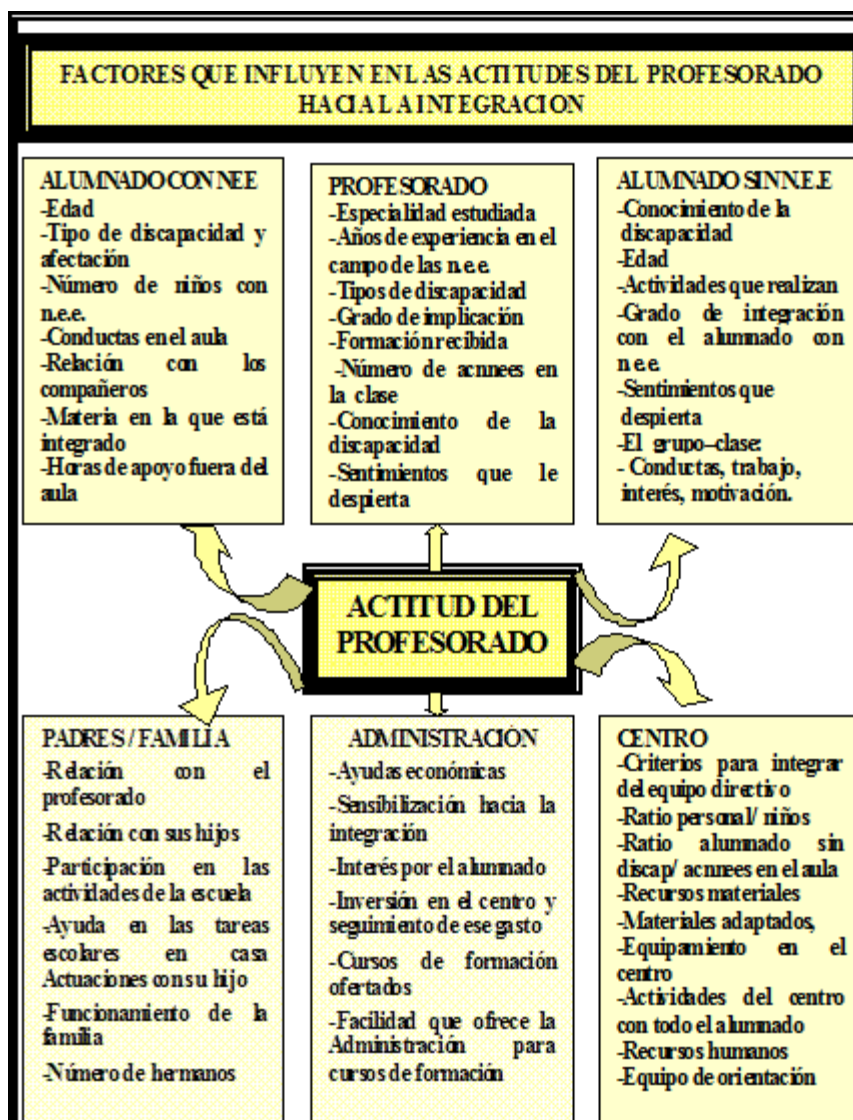 FACTORES QUE INFLUYEN EN LAS ACTITUDES DEL PROFESORADO
HACIA LA INTEGRACION
ALUMNADO CON NEE
-Edad
-Tipo de discapacidad y
afectación
-Número de niños con
n.e.e.
-Conductas en el aula
-Relación con los
compañeros
-Materia en la que está
integrado
-Horas de apoyo fuera del
aula
PROFESORADO
-Especialidad estudiada
-Años de experiencia en el
campo de las n.e.e.
-Tipos de discapacidad
-Grado de implicación
-Formación recibida
-Número de acnnees en
la clase
-Conocimiento de la
discapacidad
-Sentimientos que le
despierta
ALUMNADO SIN N.E.E
-Conocimiento de la
discapacidad
-Edad
-Actividades que realizan
-Grado de integración
con el alumnado con
n.e.e.
-Sentimientos que
despierta
-El grupo–clase:
- Conductas, trabajo,
interés, motivación.
ACTITUD DEL
PROFESORADO
PADRES / FAMILIA
-Relación con el
profesorado
-Relación con sus hijos
-Participación en las
actividades de la escuela
-Ayuda en las tareas
escolares en casa
Actuaciones con su hijo
-Funcionamiento de la
familia
-Número de hermanos
ADMINISTRACIÓN
-Ayudas económicas
-Sensibilización hacia la
integración
-Interés por el alumnado
-Inversión en el centro y
seguimiento de ese gasto
-Cursos de formación
ofertados
-Facilidad que ofrece la
Administración para
cursos de formación
CENTRO
-Criterios para integrar
del equipo directivo
-Ratio personal/ niños
-Ratio alumnado sin
discap/ acnnees en el aula
-Recursos materiales
-Materiales adaptados,
-Equipamiento en el
centro
-Actividades del centro
con todo el alumnado
-Recursos humanos
-Equipo de orientación